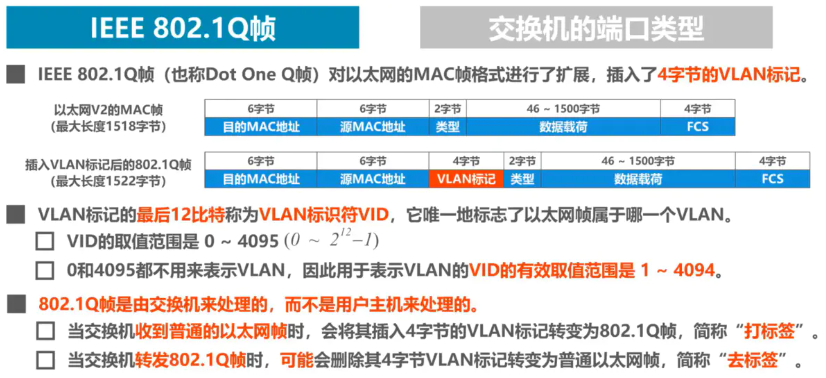 IEEE 802.1Q帧 交换机的端口类型
IEEE 802.1Q帧（也称Dot One Q帧）对以太网的MAC帧格式进行了扩展，插入了4字节的VLAN标记。
以太网V2的MAC帧
（最大长度1518字节）
6字节 6字节 2字节 46 ~ 1500字节 4字节
目的MAC地址 源MAC地址 类型 数据载荷 FCS
插入VLAN标记后的802.1Q帧
（最大长度1522字节）
6字节 6字节 4字节 2字节 46 ~ 1500字节 4字节
目的MAC地址 源MAC地址 VLAN标记 类型 数据载荷 FCS
VLAN标记的最后12比特称为VLAN标识符VID，它唯一地标志了以太网帧属于哪一个VLAN。
VID的取值范围是 0 ~ 4095 (0 ~ 2¹²–1)
0和4095都不用来表示VLAN，因此用于表示VLAN的VID的有效取值范围是 1 ~ 4094。
802.1Q帧是由交换机来处理的，而不是用户主机来处理的。
当交换机收到普通的以太网帧时，会将其插入4字节的VLAN标记转变为802.1Q帧，简称“打标签”。
当交换机转发802.1Q帧时，可能会删除其4字节VLAN标记转变为普通以太网帧，简称“去标签”。